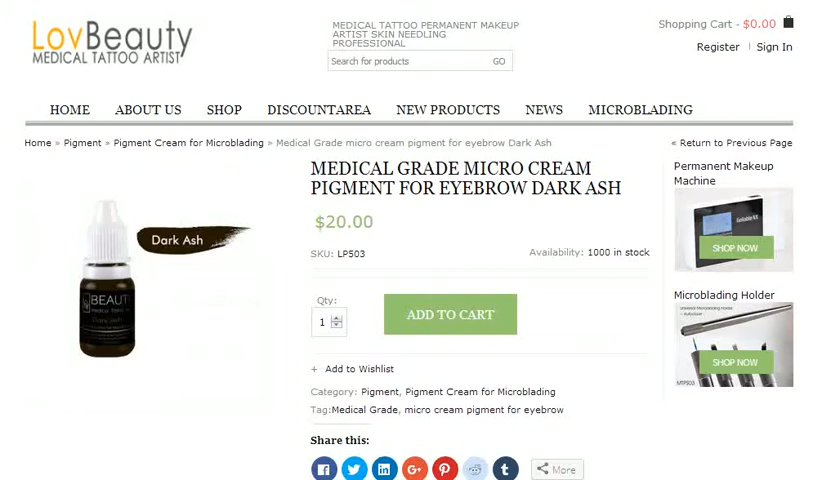 LovBeauty
MEDICAL TATTOO ARTIST
MEDICAL TATTOO PERMANENT MAKEUP
ARTIST SKIN NEEDLING
PROFESSIONAL
Search for products GO
Shopping Cart - $0.00
Register | Sign In
HOME ABOUT US SHOP DISCOUNTAREA NEW PRODUCTS NEWS MICROBLADING
Home » Pigment » Pigment Cream for Microblading » Medical Grade micro cream pigment for eyebrow Dark Ash
« Return to Previous Page
Dark Ash
BEAUT
MEDICAL GRADE MICRO CREAM
PIGMENT FOR EYEBROW DARK ASH
$20.00
SKU: LP503 Availability: 1000 in stock
Qty:
1
ADD TO CART
+ Add to Wishlist
Category: Pigment, Pigment Cream for Microblading
Tag:Medical Grade, micro cream pigment for eyebrow
Share this:
More
Permanent Makeup
Machine
SHOP NOW
Microblading Holder
SHOP NOW
MTP503